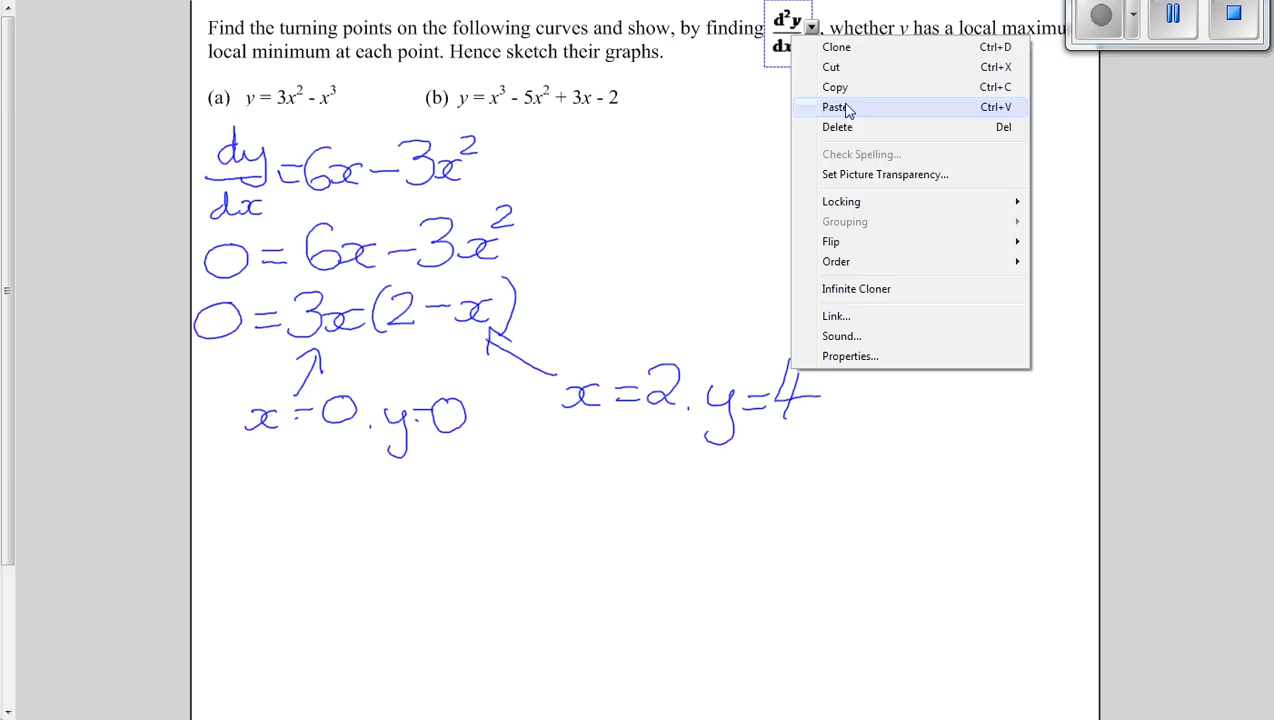 Find the turning points on the following curves and show, by finding d²y/dx, whether y has a local maximu
local minimum at each point. Hence sketch their graphs.
(a) y = 3x² - x³ (b) y = x³ - 5x² + 3x - 2
Clone Ctrl+D
Cut Ctrl+X
Copy Ctrl+C
Paste Ctrl+V
Delete Del
Check Spelling...
Set Picture Transparency...
Locking
Grouping
Flip
Order
Infinite Cloner
Link...
Sound...
Properties...
dy/dx = 6x - 3x²
0 = 6x - 3x²
0 = 3x(2 - x)
x = 0, y = 0
x = 2, y = 4